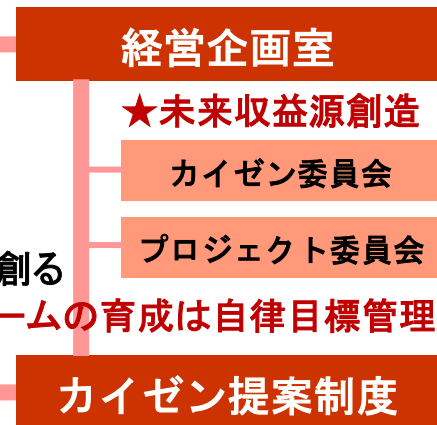 経営企画室
★未来収益源創造
カイゼン委員会
プロジェクト委員会
創る
ームの育成は自律目標管理
カイゼン提案制度